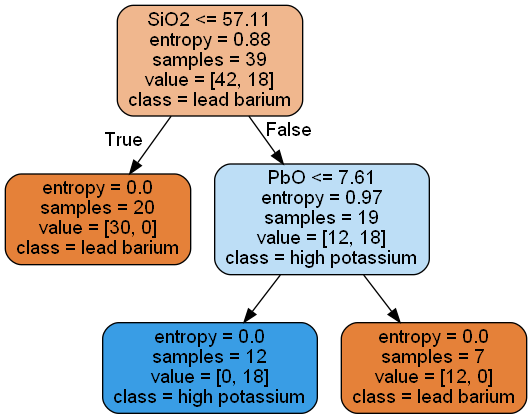 SiO2 <= 57.11
entropy = 0.88
samples = 39
value = [42, 18]
class = lead barium
True
False
entropy = 0.0
samples = 20
value = [30, 0]
class = lead barium
PbO <= 7.61
entropy = 0.97
samples = 19
value = [12, 18]
class = high potassium
entropy = 0.0
samples = 12
value = [0, 18]
class = high potassium
entropy = 0.0
samples = 7
value = [12, 0]
class = lead barium